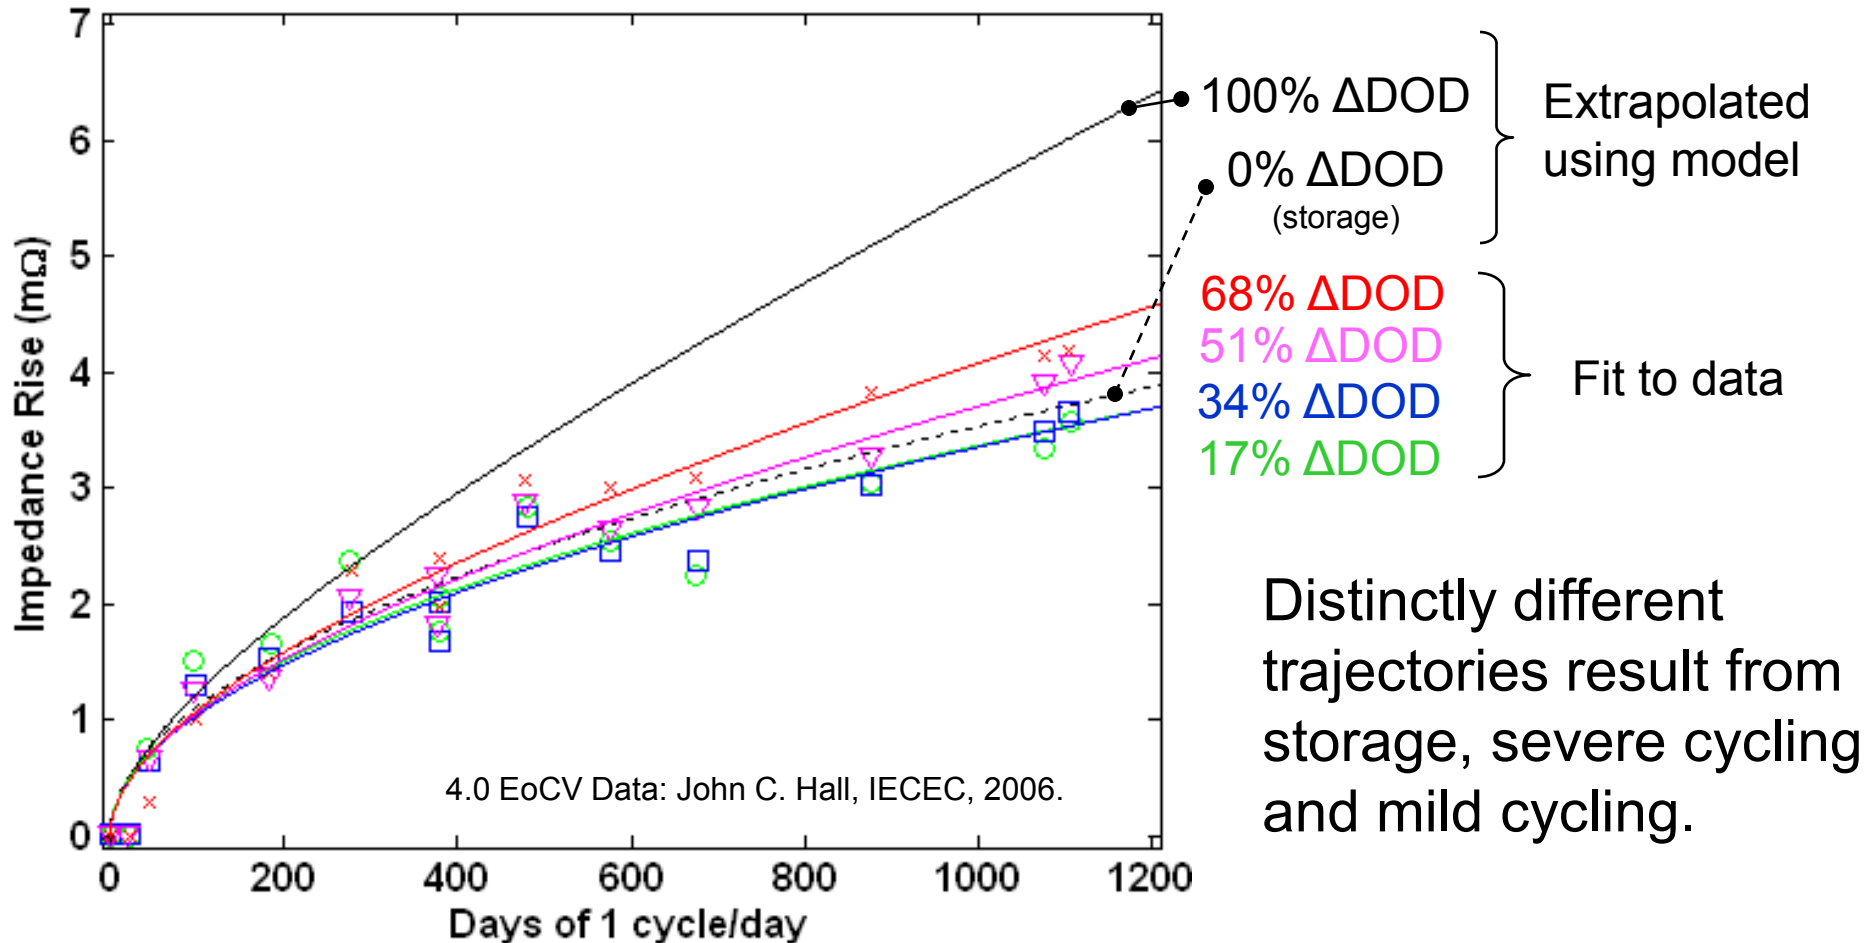 7
6
5
4
3
2
1
0
Impedance Rise (mΩ)
0 200 400 600 800 1000 1200
Days of 1 cycle/day
4.0 EoCV Data: John C. Hall, IECEC, 2006.
100% ΔDOD
0% ΔDOD
(storage)
Extrapolated
using model
68% ΔDOD
51% ΔDOD
34% ΔDOD
17% ΔDOD
Fit to data
Distinctly different
trajectories result from
storage, severe cycling
and mild cycling.